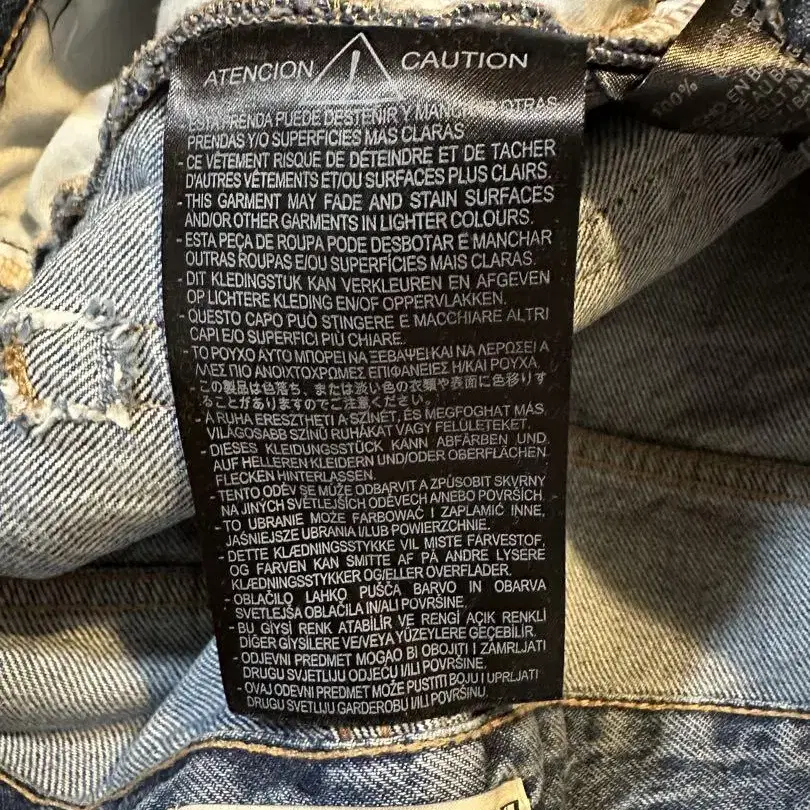 ATENCION ! CAUTION
ESTA PRENDA PUEDE DESTEÑIR Y OTRAS
PRENDAS Y/O SUPERFICIES MAS CLARAS
- CE VÊTEMENT RISQUE DE DÉTEINDRE ET DE TACHER
D'AUTRES VÊTEMENTS ET/OU SURFACES PLUS CLAIRS.
- THIS GARMENT MAY FADE AND STAIN SURFACES
AND/OR OTHER GARMENTS IN LIGHTER COLOURS.
- ESTA PEÇA DE ROUPA PODE DESBOTAR E MANCHAR
OUTRAS ROUPAS E/OU SUPERFÍCIES MAIS CLARAS.
- DIT KLEDINGSTUK KAN VERKLEUREN EN AFGEVEN
OP LICHTERE KLEDING EN/OF OPPERVLAKKEN.
- QUESTO CAPO PUÒ STINGERE E MACCHIARE ALTRI
CAPI E/O SUPERFICI PIÙ CHIARE.
- ΤΟ ΡΟΥΧΟ ΑΥΤΟ ΜΠΟΡΕΙ ΝΑ ΞΕΒΑΨΕΙ ΚΑΙ ΝΑ ΛΕΡΩΣΕΙ Α
ΛΛΕΣ ΠΙΟ ΑΝΟΙΧΤΟΧΡΩΜΕΣ ΕΠΙΦΑΝΕΙΕΣ Η/ΚΑΙ ΡΟΥΧΑ
- この製品は色落ち、または淡い色の衣類や表面に色移りす
ることがありますのでご注意ください。
- A RUHA ERESZTHETI A SZÍNÉT, ÉS MEGFOGHAT MÁS,
VILÁGOSABB SZÍNŰ RUHÁKAT VAGY FELÜLETEKET.
- DIESES KLEIDUNGSSTÜCK KANN ABFÄRBEN UND
AUF HELLEREN KLEIDERN UND/ODER OBERFLÄCHEN
FLECKEN HINTERLASSEN.
- TENTO ODĚV SE MŮŽE ODBARVIT A ZPŮSOBIT SKVRNY
NA JINÝCH SVĚTLEJŠÍCH ODĚVECH A/NEBO POVRŠÍCH.
- TO UBRANIE MOŻE FARBOWAĆ I ZAPLAMIĆ INNE,
JAŚNIEJSZE UBRANIA I/LUB POWIERZCHNIE.
- DETTE KLÆDNINGSSTYKKE VIL MISTE FARVESTOF,
OG FARVEN KAN SMITTE AF PÅ ANDRE LYSERE
KLÆDNINGSSTYKKER OG/ELLER OVERFLADER.
- OBLAČILO LAHKO PUŠČA BARVO IN OBARVA
SVETLEJŠA OBLAČILA IN/ALI POVRŠINE.
- BU GİYSİ RENK ATABİLİR VE RENGİ AÇIK RENKLİ
DİĞER GİYSİLERE VE/VEYA YÜZEYLERE GEÇEBİLİR.
- ODJEVNI PREDMET MOGAO BI OBOJITI I ZAMRLJATI
DRUGU SVJETLIJU ODJEĆU I/ILI POVRŠINE.
- OVAJ ODEVNI PREDMET MOŽE PUSTITI BOJU I UPRLJATI
DRUGU SVETLIJU GARDEROBU I/ILI POVRŠINU.
100%